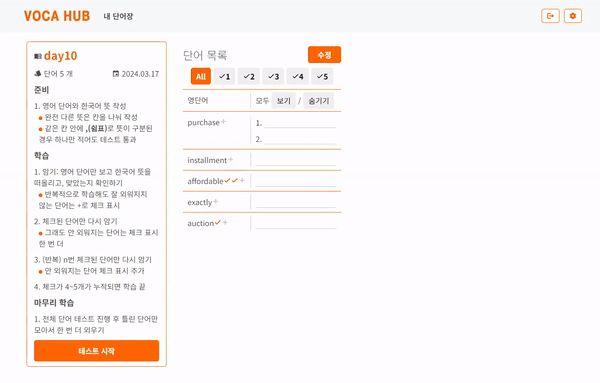 VOCA HUB 내 단어장
day10
단어 5 개 2024.03.17
준비
1. 영어 단어와 한국어 뜻 작성
완전 다른 뜻은 칸을 나눠 작성
같은 칸 안에 ,(쉼표)로 뜻이 구분된
경우 하나만 적어도 테스트 통과
학습
1. 암기: 영어 단어만 보고 한국어 뜻을
떠올리고, 맞았는지 확인하기
반복적으로 학습해도 잘 외워지지
않는 단어는 +로 체크 표시
2. 체크된 단어만 다시 암기
그래도 안 외워지는 단어는 체크 표시
한 번 더
3. (반복) n번 체크된 단어만 다시 암기
안 외워지는 단어 체크 표시 추가
4. 체크가 4~5개가 누적되면 학습 끝
마무리 학습
1. 전체 단어 테스트 진행 후 틀린 단어만
모아서 한 번 더 외우기
테스트 시작
단어 목록 수정
All ✓1 ✓2 ✓3 ✓4 ✓5
영단어 모두 보기 / 숨기기
purchase+ 1.
2.
installment+
affordable✓✓+
exactly+
auction✓+